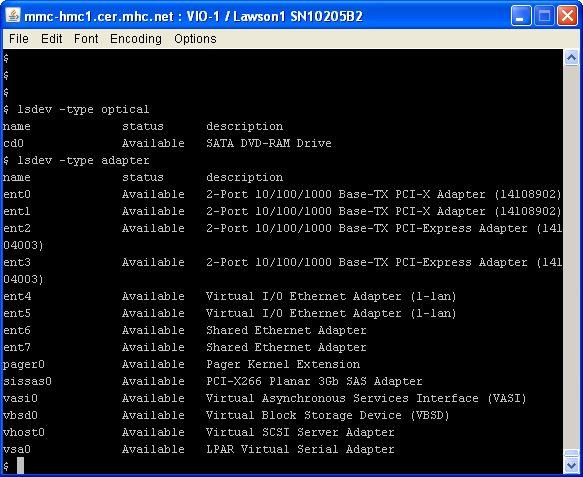 mmc-hmc1.cer.mhc.net : VIO-1 / Lawson1 SN10205B2
File Edit Font Encoding Options
$
$
$
$ lsdev -type optical
name status description
cd0 Available SATA DVD-RAM Drive
$ lsdev -type adapter
name status description
ent0 Available 2-Port 10/100/1000 Base-TX PCI-X Adapter (14108902)
ent1 Available 2-Port 10/100/1000 Base-TX PCI-X Adapter (14108902)
ent2 Available 2-Port 10/100/1000 Base-TX PCI-Express Adapter (141
04003)
ent3 Available 2-Port 10/100/1000 Base-TX PCI-Express Adapter (141
04003)
ent4 Available Virtual I/O Ethernet Adapter (l-lan)
ent5 Available Virtual I/O Ethernet Adapter (l-lan)
ent6 Available Shared Ethernet Adapter
ent7 Available Shared Ethernet Adapter
pager0 Available Pager Kernel Extension
sissas0 Available PCI-X266 Planar 3Gb SAS Adapter
vasi0 Available Virtual Asynchronous Services Interface (VASI)
vbsd0 Available Virtual Block Storage Device (VBSD)
vhost0 Available Virtual SCSI Server Adapter
vsa0 Available LPAR Virtual Serial Adapter
$